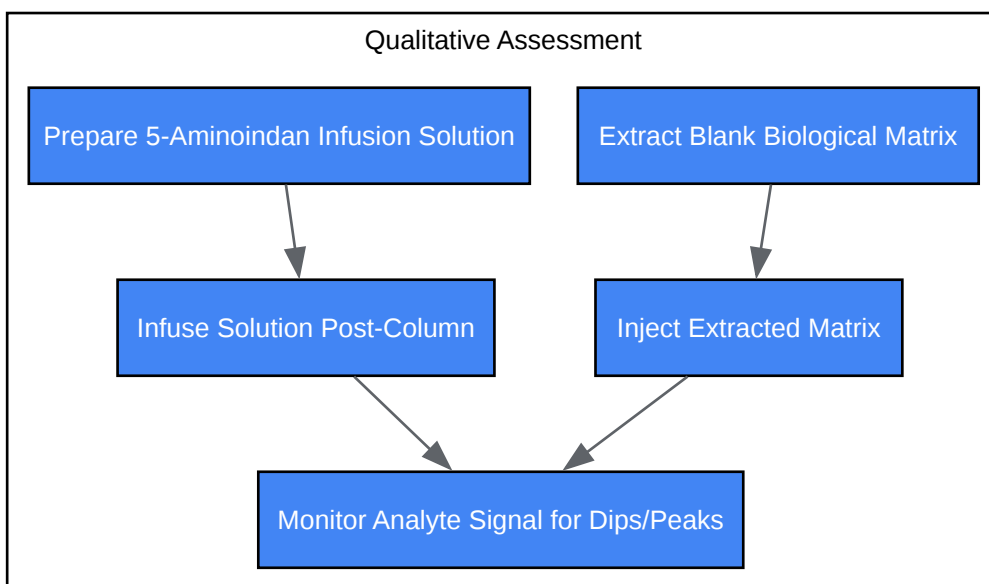 Qualitative Assessment
Prepare 5-Aminoindan Infusion Solution
Extract Blank Biological Matrix
Infuse Solution Post-Column
Inject Extracted Matrix
Monitor Analyte Signal for Dips/Peaks